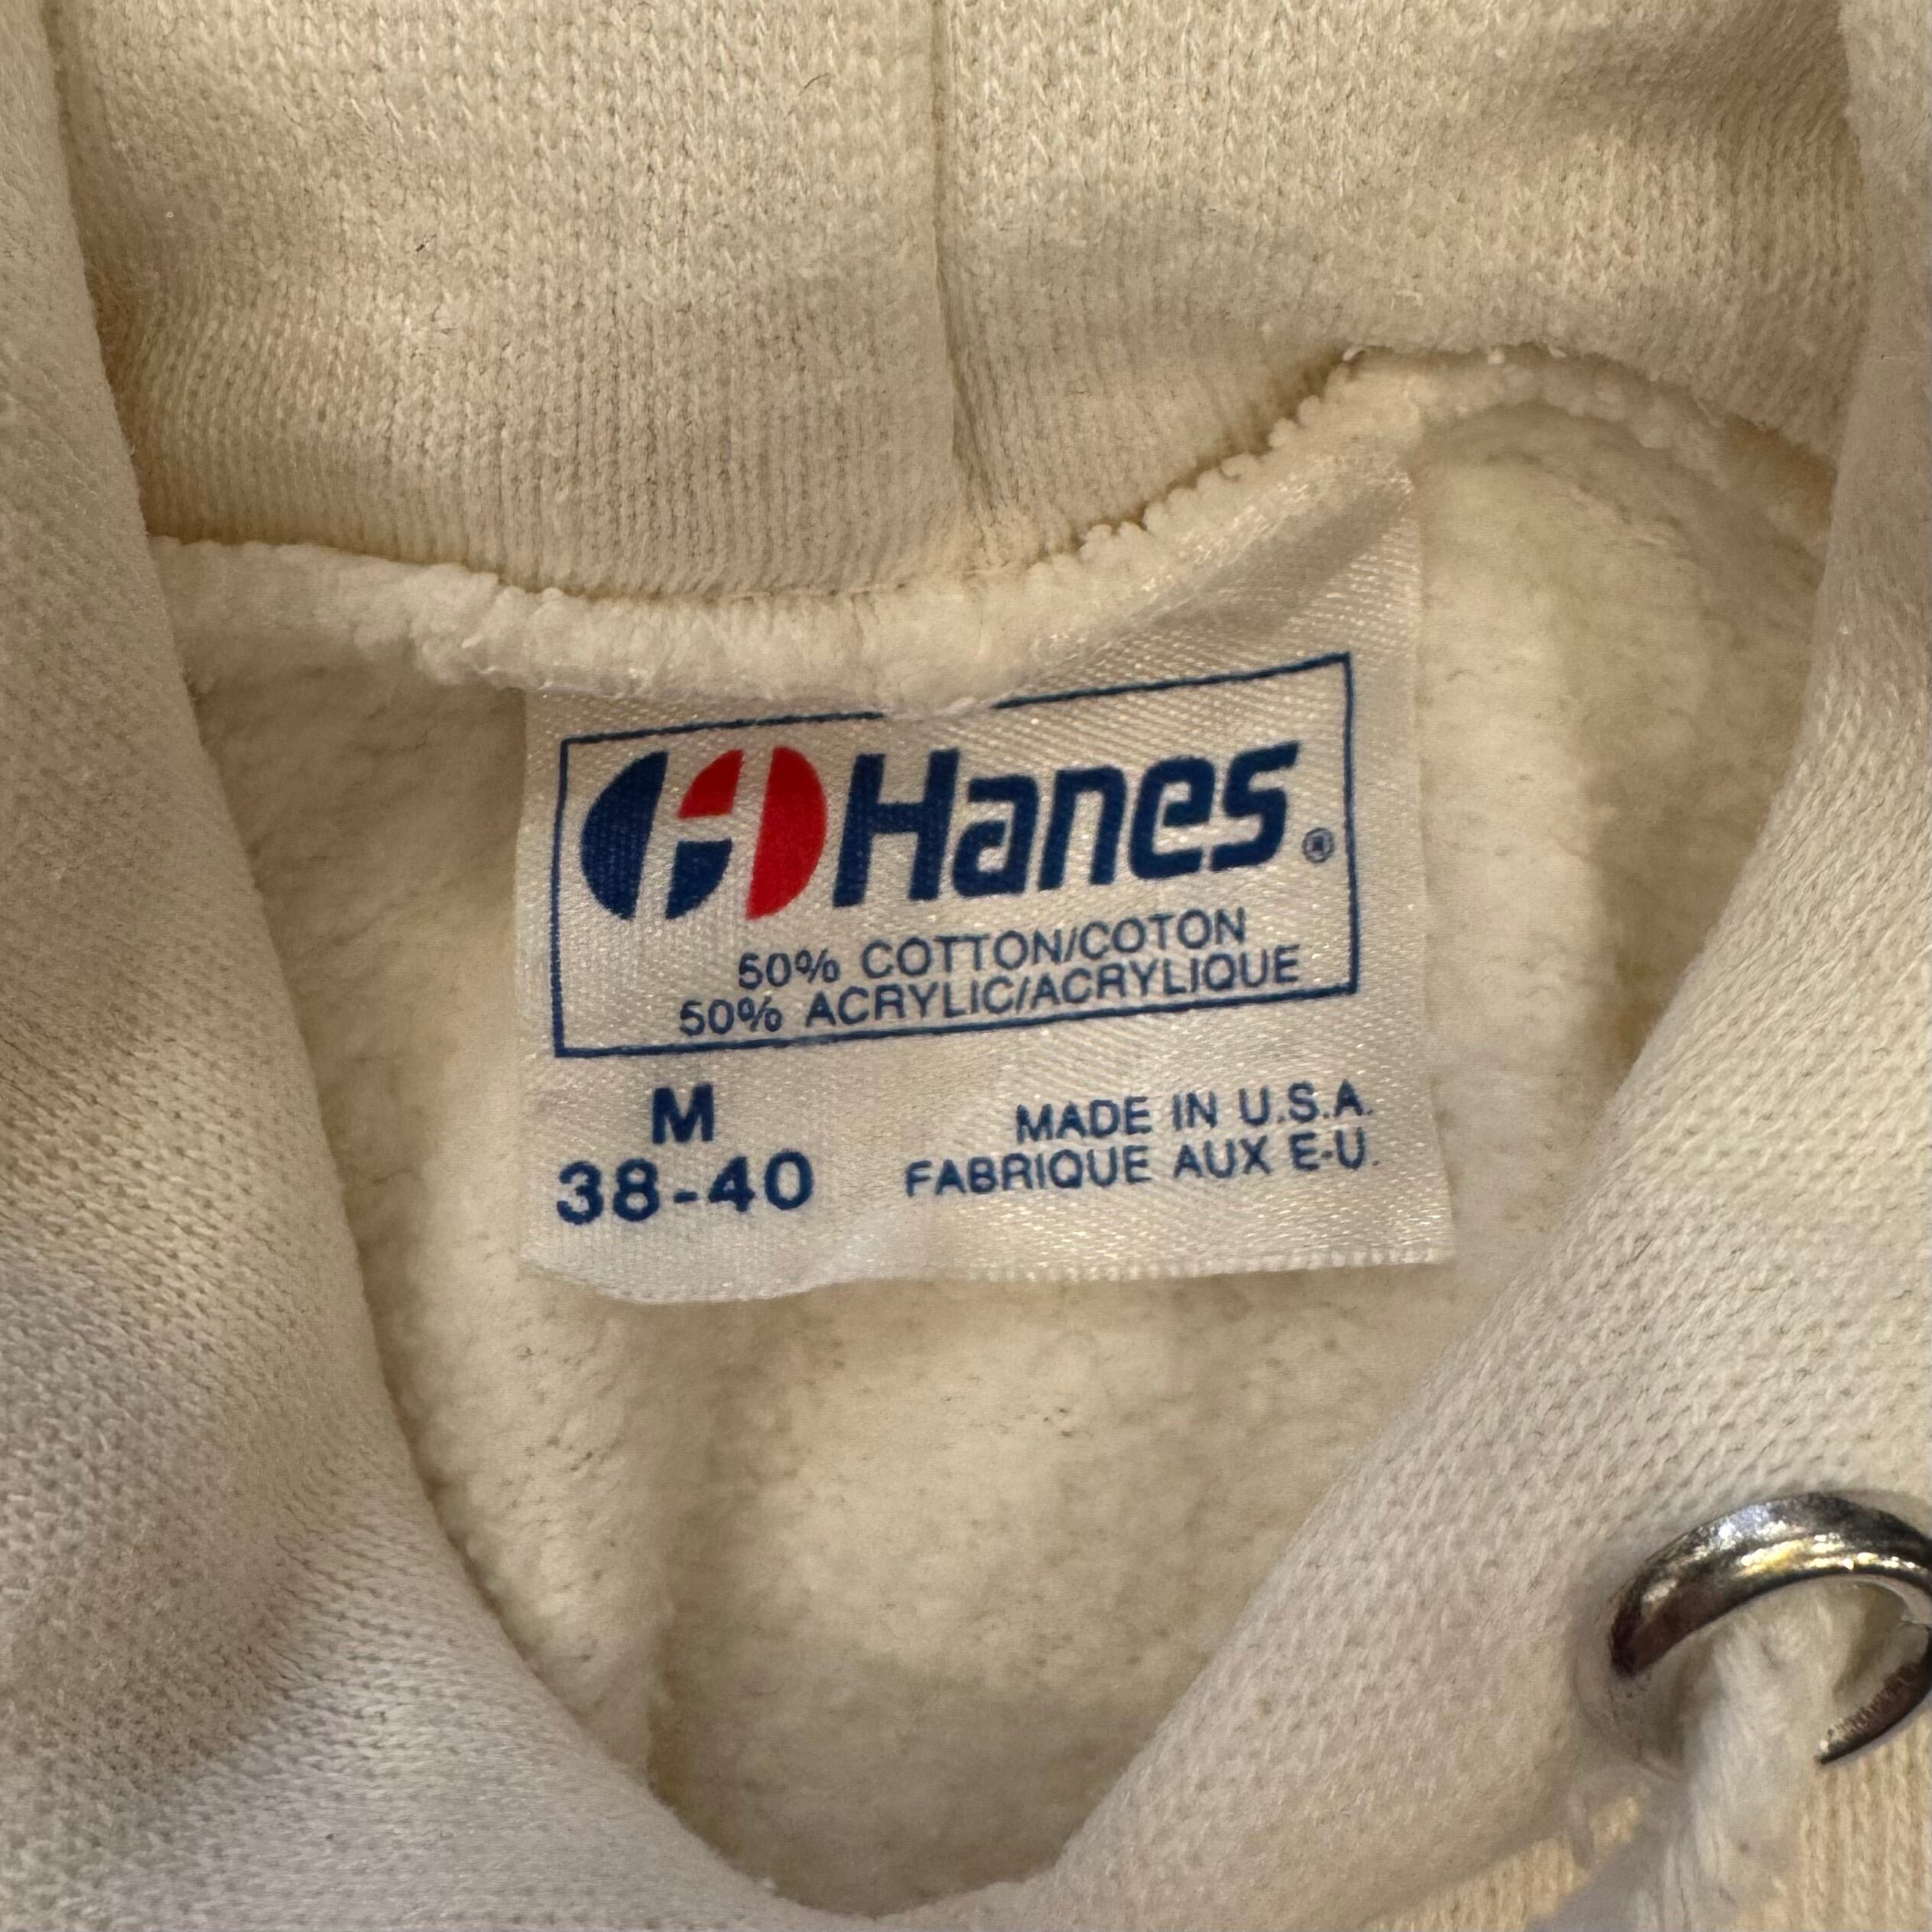 Hanes®
50% COTTON/COTON
50% ACRYLIC/ACRYLIQUE
M
38-40
MADE IN U.S.A.
FABRIQUE AUX E-U.